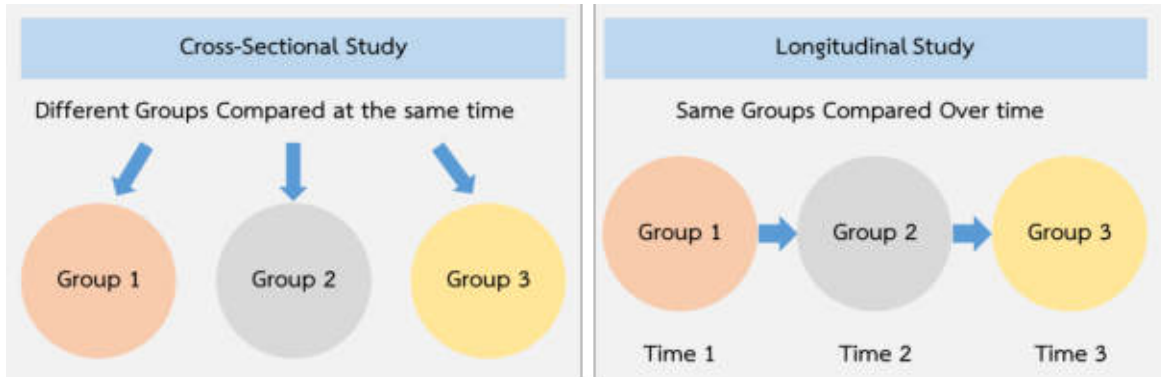 Cross-Sectional Study
Different Groups Compared at the same time
Group 1
Group 2
Group 3
Longitudinal Study
Same Groups Compared Over time
Group 1
Group 2
Group 3
Time 1
Time 2
Time 3